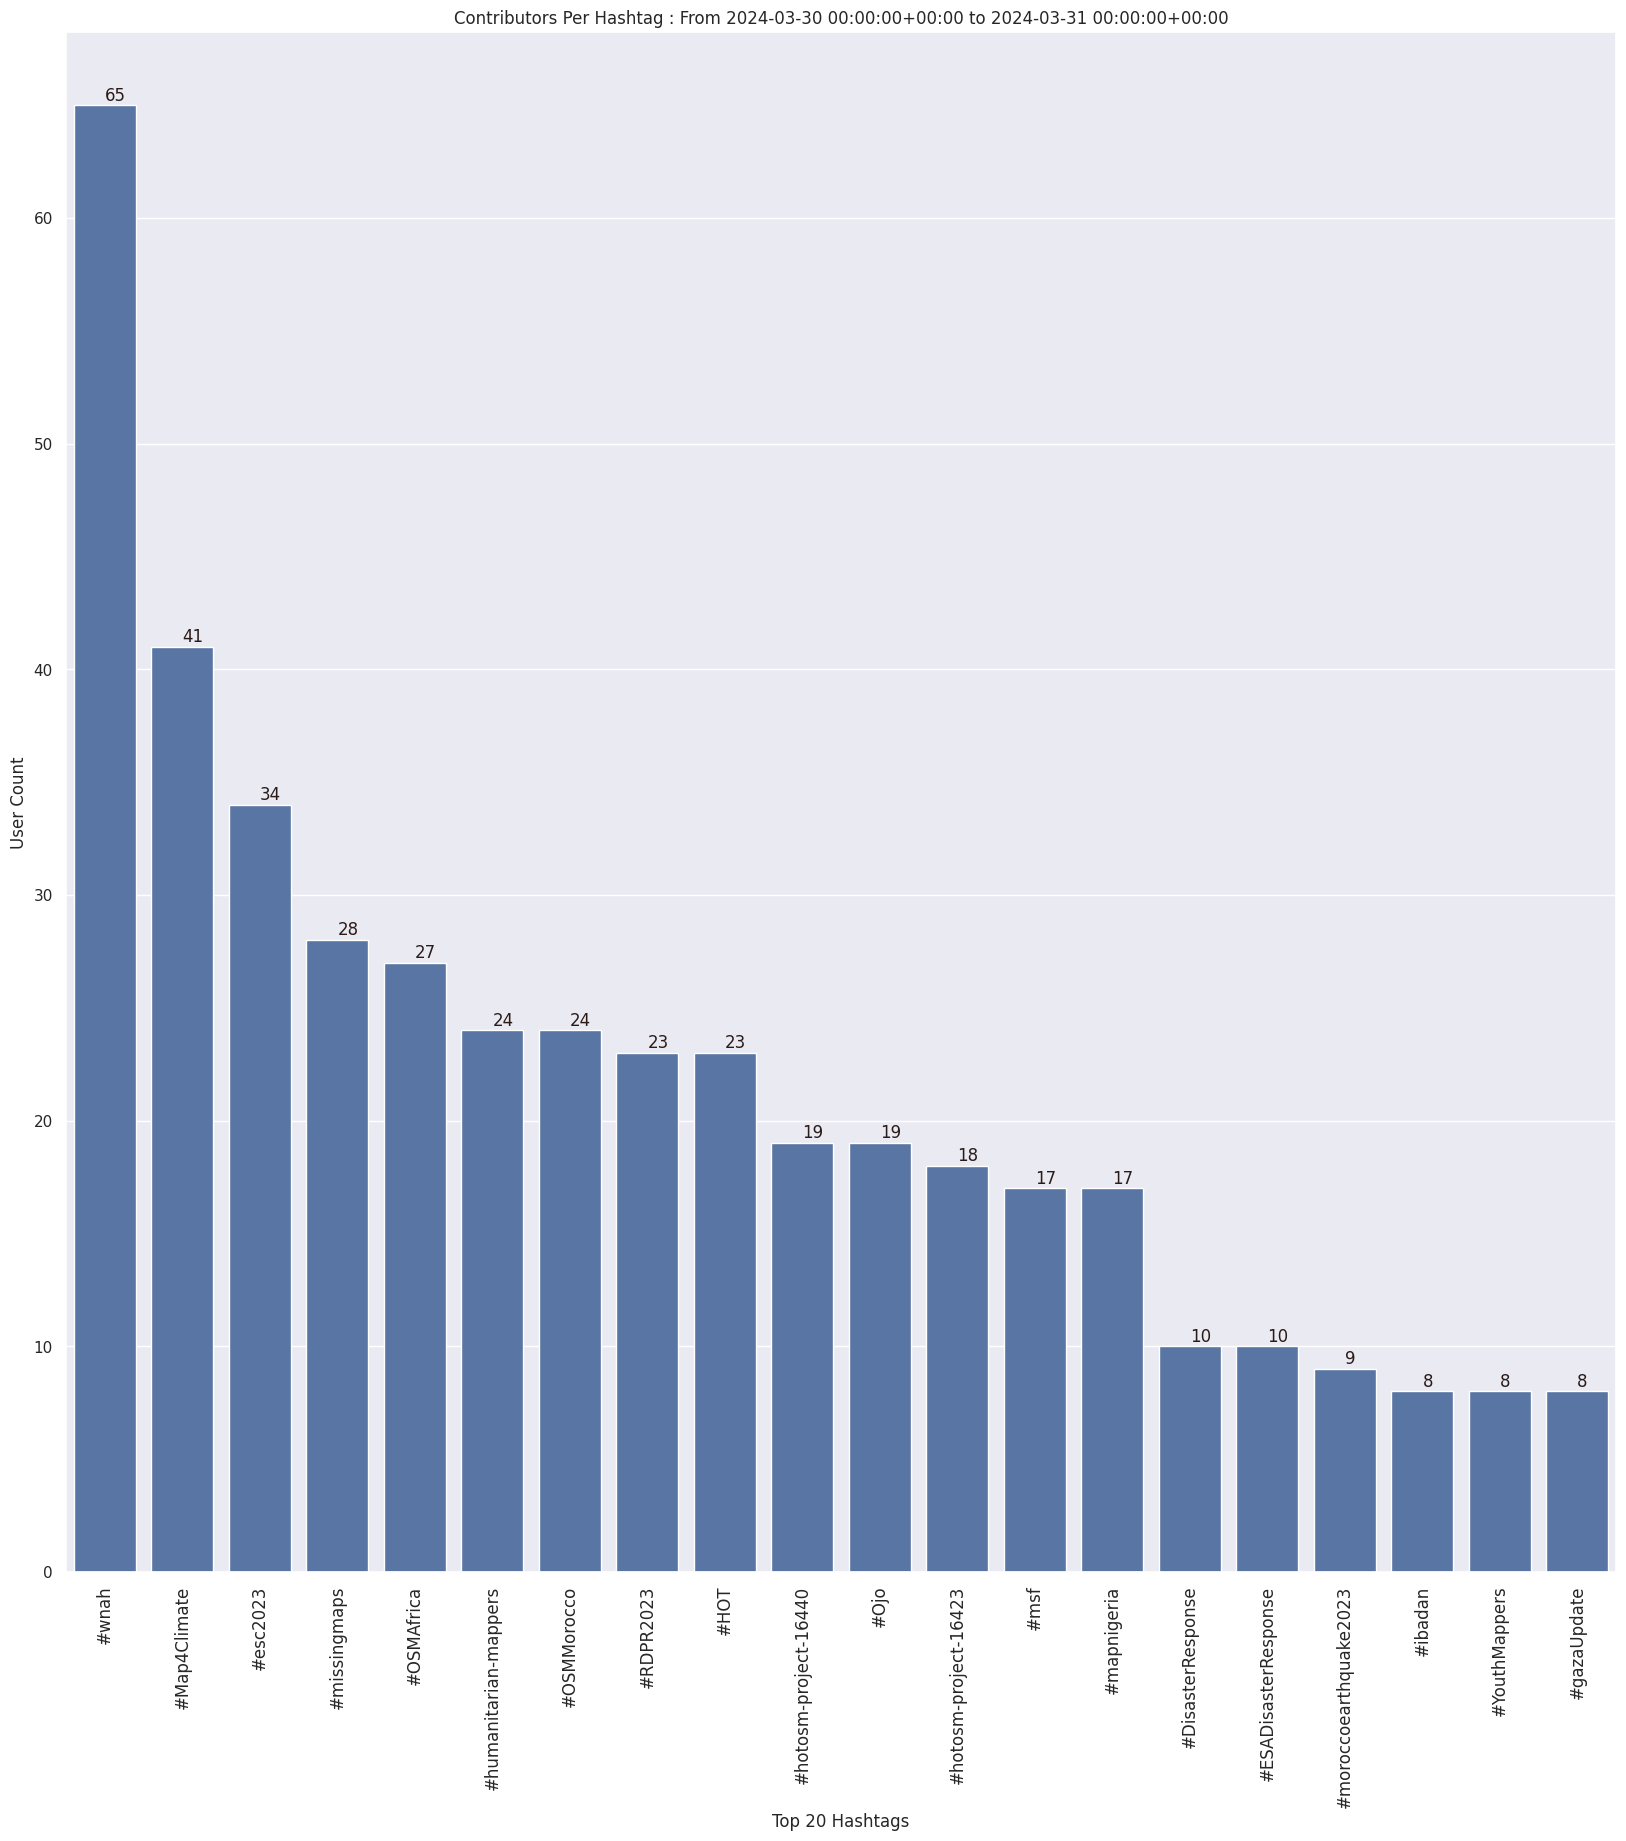 Contributors Per Hashtag : From 2024-03-30 00:00:00+00:00 to 2024-03-31 00:00:00+00:00
User Count
60
50
40
30
20
10
0
65
41
34
28
27
24
24
23
23
19
19
18
17
17
10
10
9
8
8
8
#wnah
#Map4Climate
#esc2023
#missingmaps
#OSMAfrica
#humanitarian-mappers
#OSMMorocco
#RDPR2023
#HOT
#hotosm-project-16440
#Ojo
#hotosm-project-16423
#msf
#mapnigeria
#DisasterResponse
#ESADisasterResponse
#moroccoearthquake2023
#ibadan
#YouthMappers
#gazaUpdate
Top 20 Hashtags